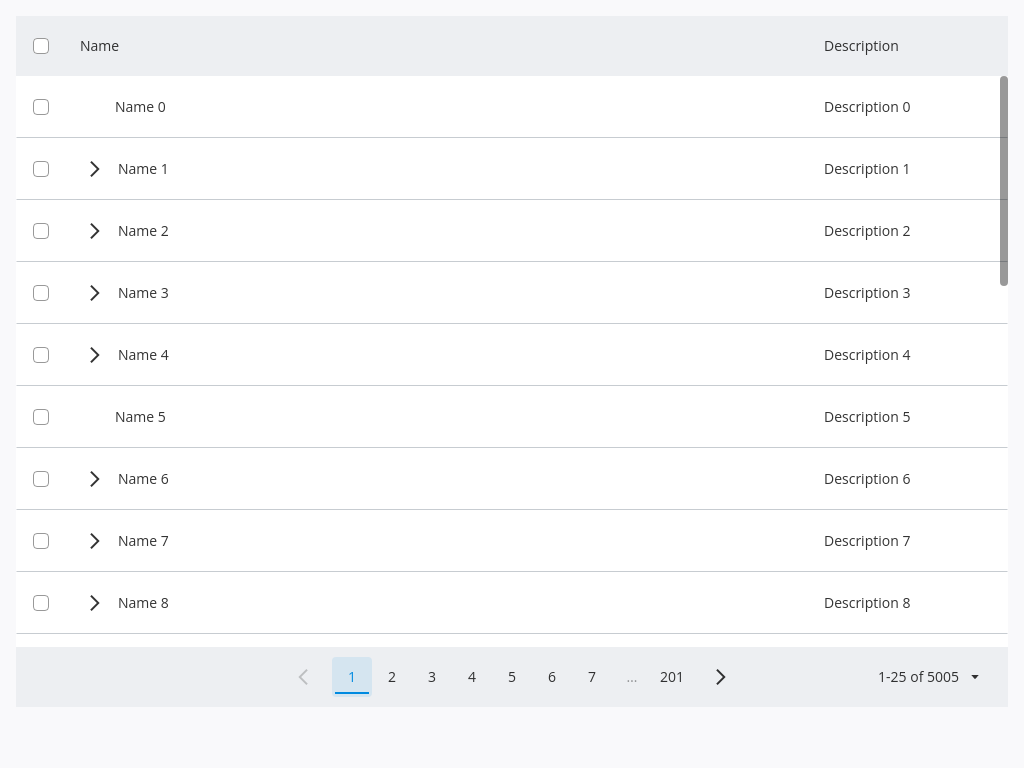 Name Description
Name 0 Description 0
Name 1 Description 1
Name 2 Description 2
Name 3 Description 3
Name 4 Description 4
Name 5 Description 5
Name 6 Description 6
Name 7 Description 7
Name 8 Description 8
1 2 3 4 5 6 7 ... 201 1-25 of 5005